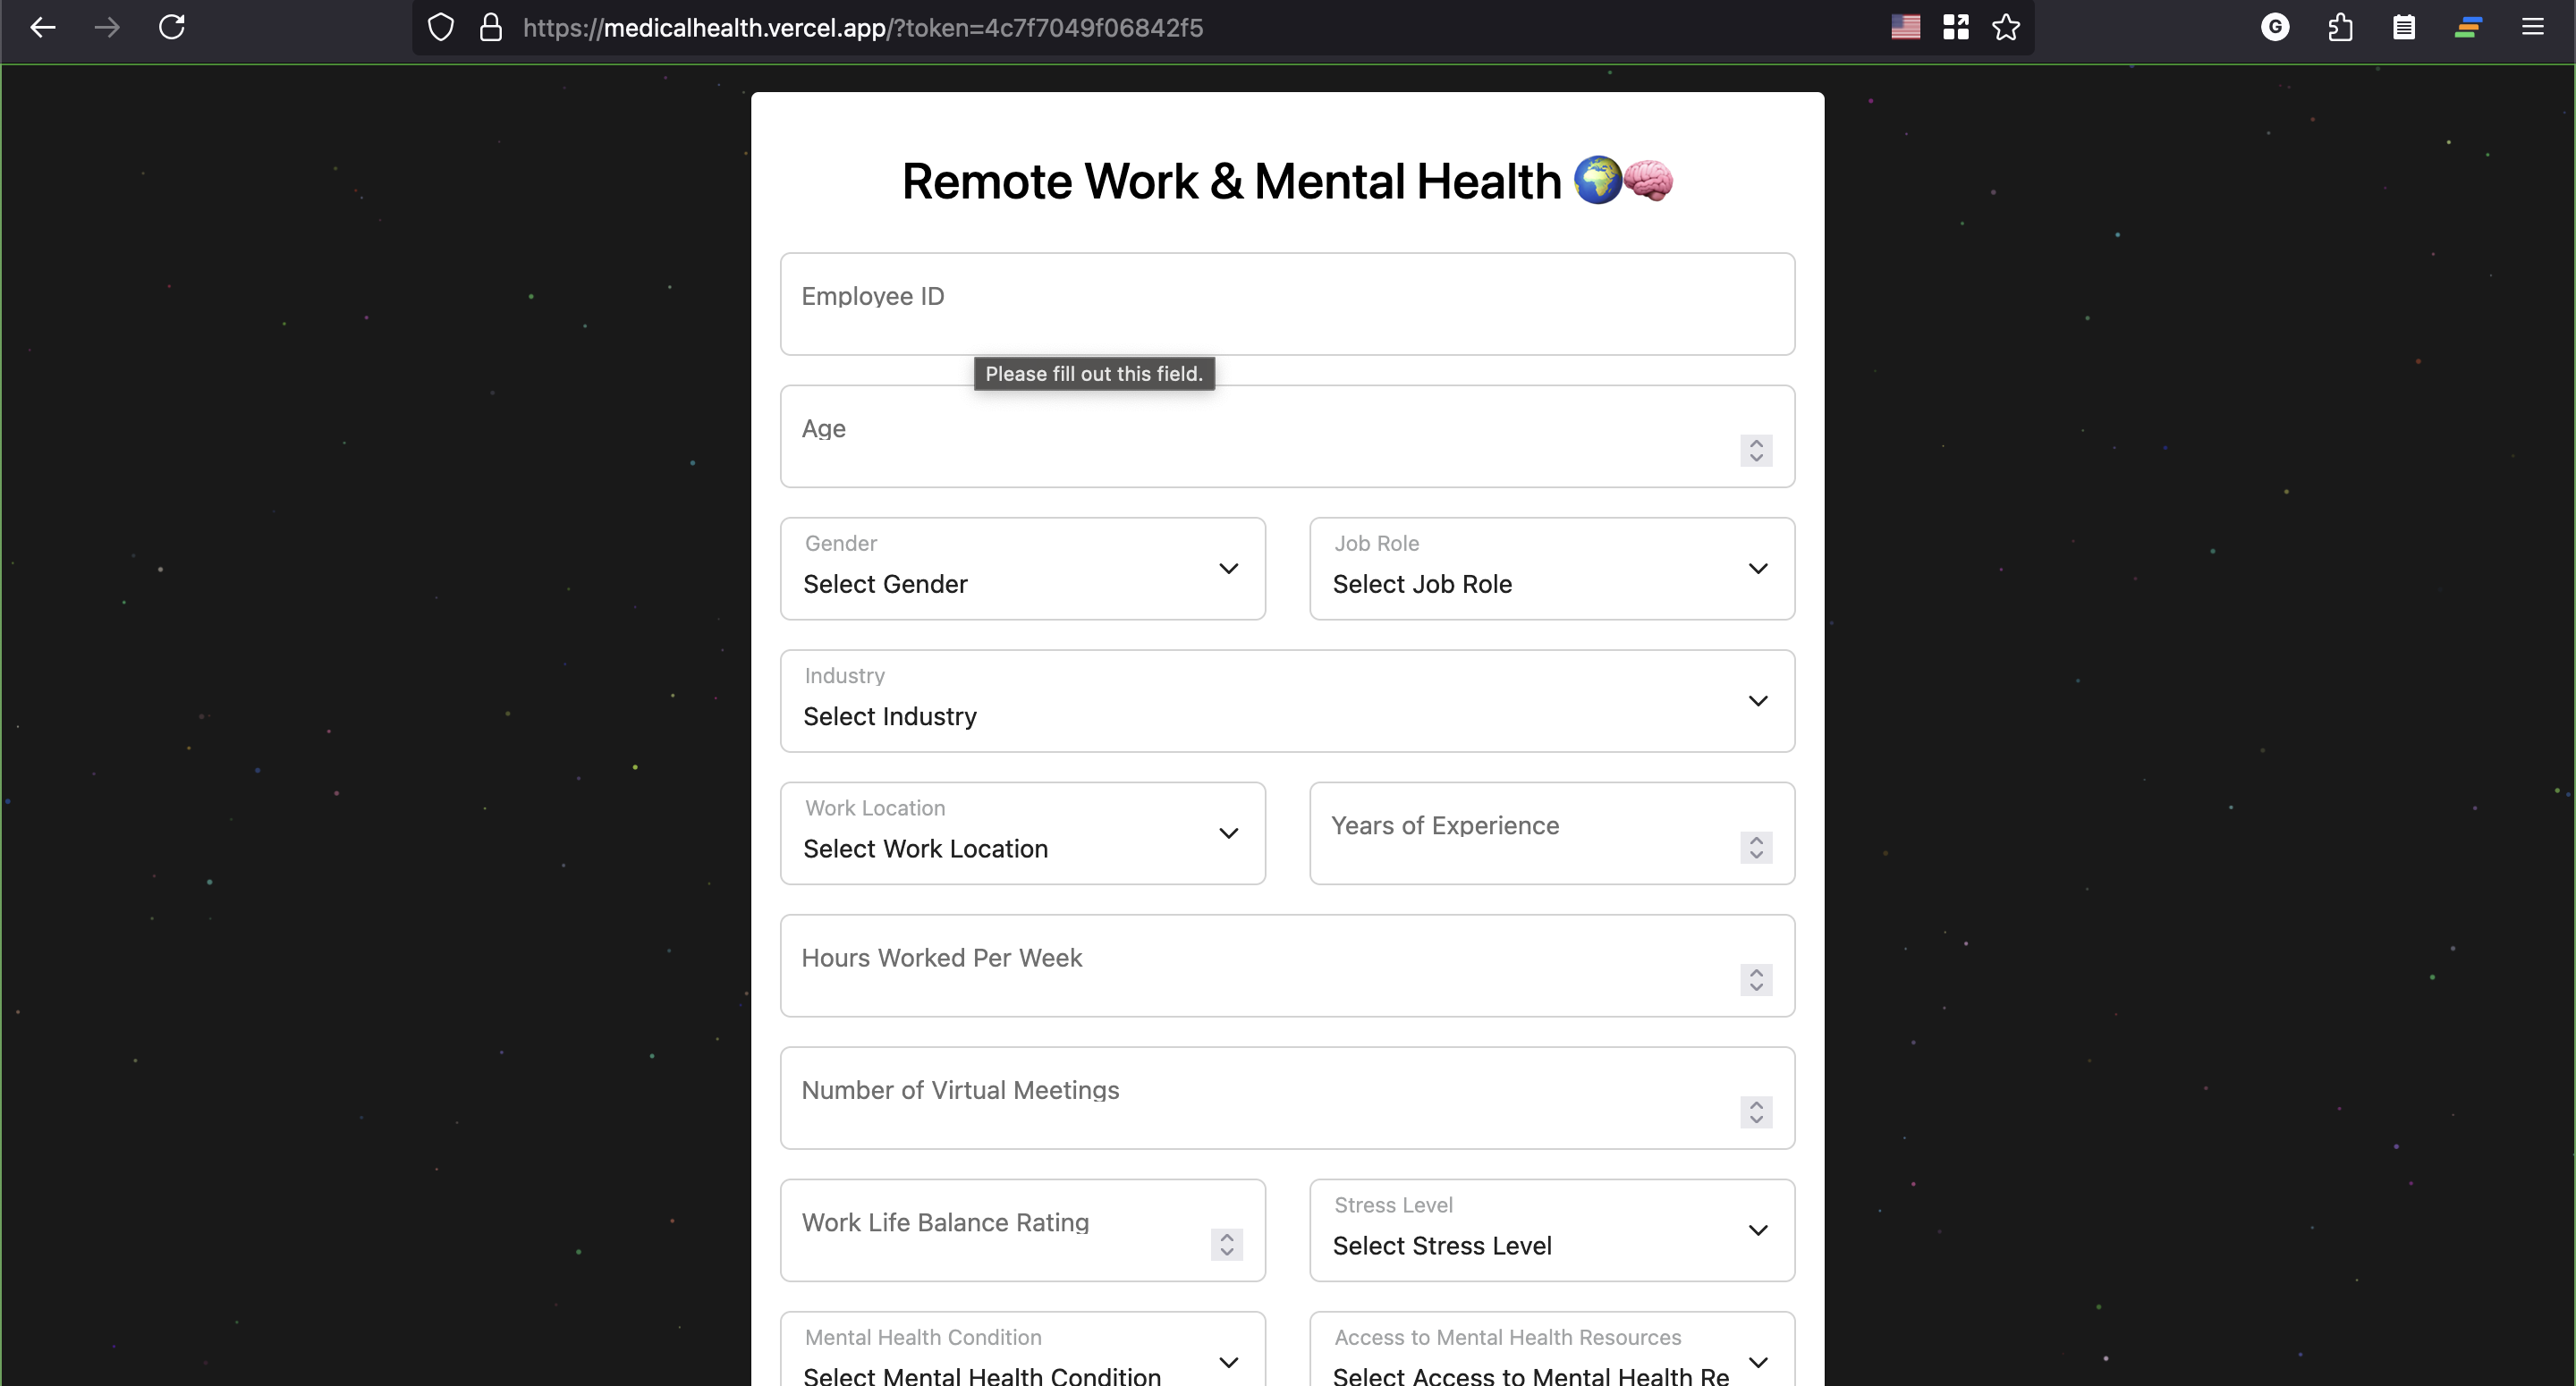 https://medicalhealth.vercel.app/?token=4c7f7049f06842f5
G
Remote Work & Mental Health
Employee ID
Please fill out this field.
Age
Gender
Select Gender
Job Role
Select Job Role
Industry
Select Industry
Work Location
Select Work Location
Years of Experience
Hours Worked Per Week
Number of Virtual Meetings
Work Life Balance Rating
Stress Level
Select Stress Level
Mental Health Condition
Select Mental Health Condition
Access to Mental Health Resources
Select Access to Mental Health Re